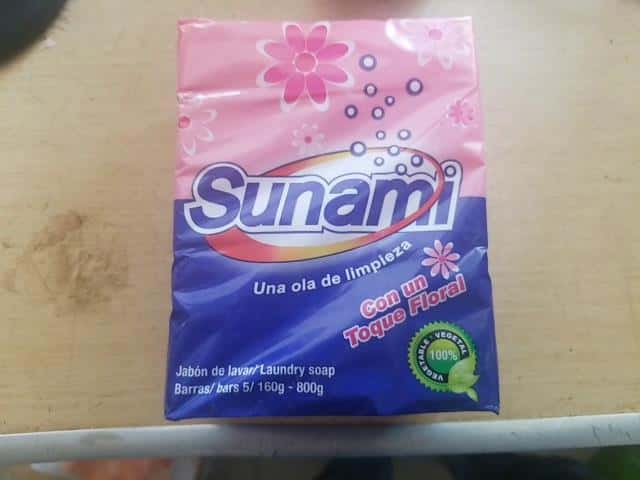 Sunami
Una ola de limpieza
Con un
Toque Floral
VEGETABLE · VEGETAL
100%
Jabón de lavar/ Laundry soap
Barras/ bars 5/ 160g - 800g